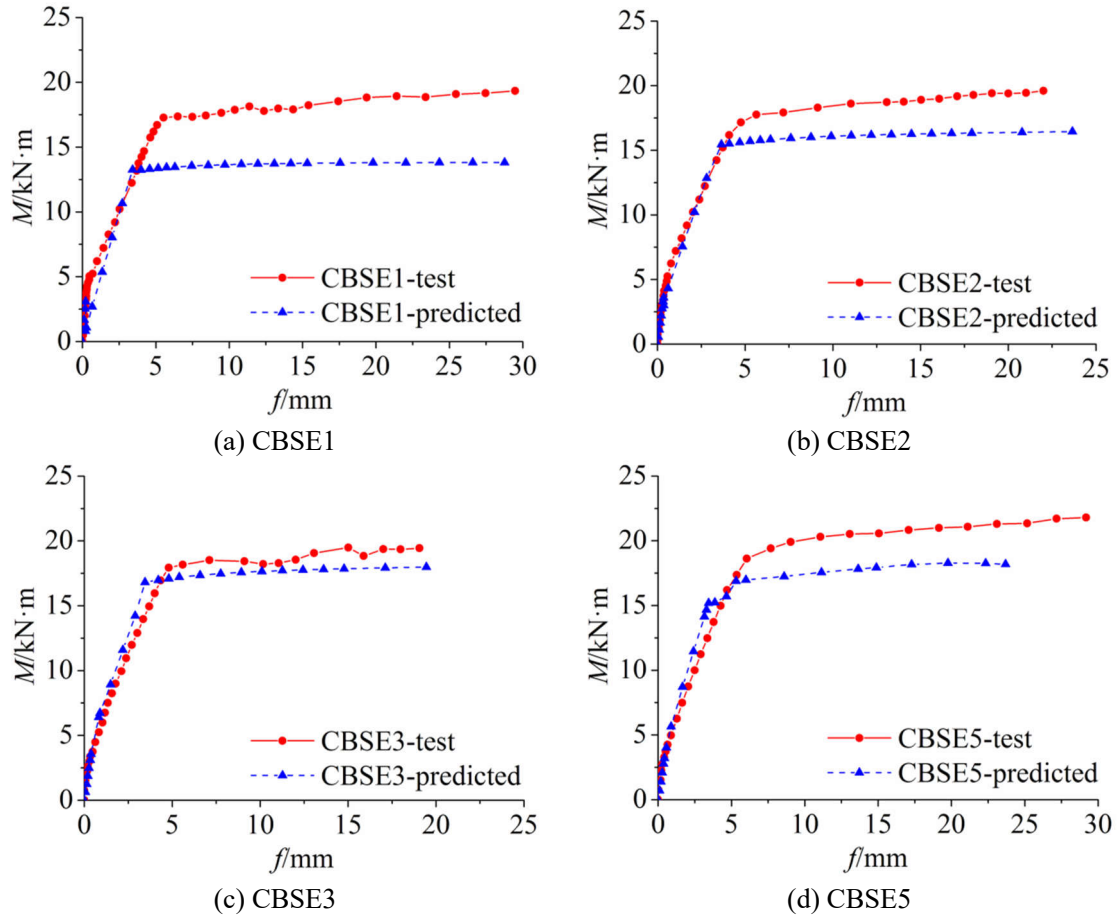 25
20
15
10
5
0
M/kN·m
CBSE1-test
CBSE1-predicted
0 5 10 15 20 25 30
f/mm
(a) CBSE1
25
20
15
10
5
0
M/kN·m
CBSE2-test
CBSE2-predicted
0 5 10 15 20 25
f/mm
(b) CBSE2
25
20
15
10
5
0
M/kN·m
CBSE3-test
CBSE3-predicted
0 5 10 15 20 25
f/mm
(c) CBSE3
25
20
15
10
5
0
M/kN·m
CBSE5-test
CBSE5-predicted
0 5 10 15 20 25 30
f/mm
(d) CBSE5